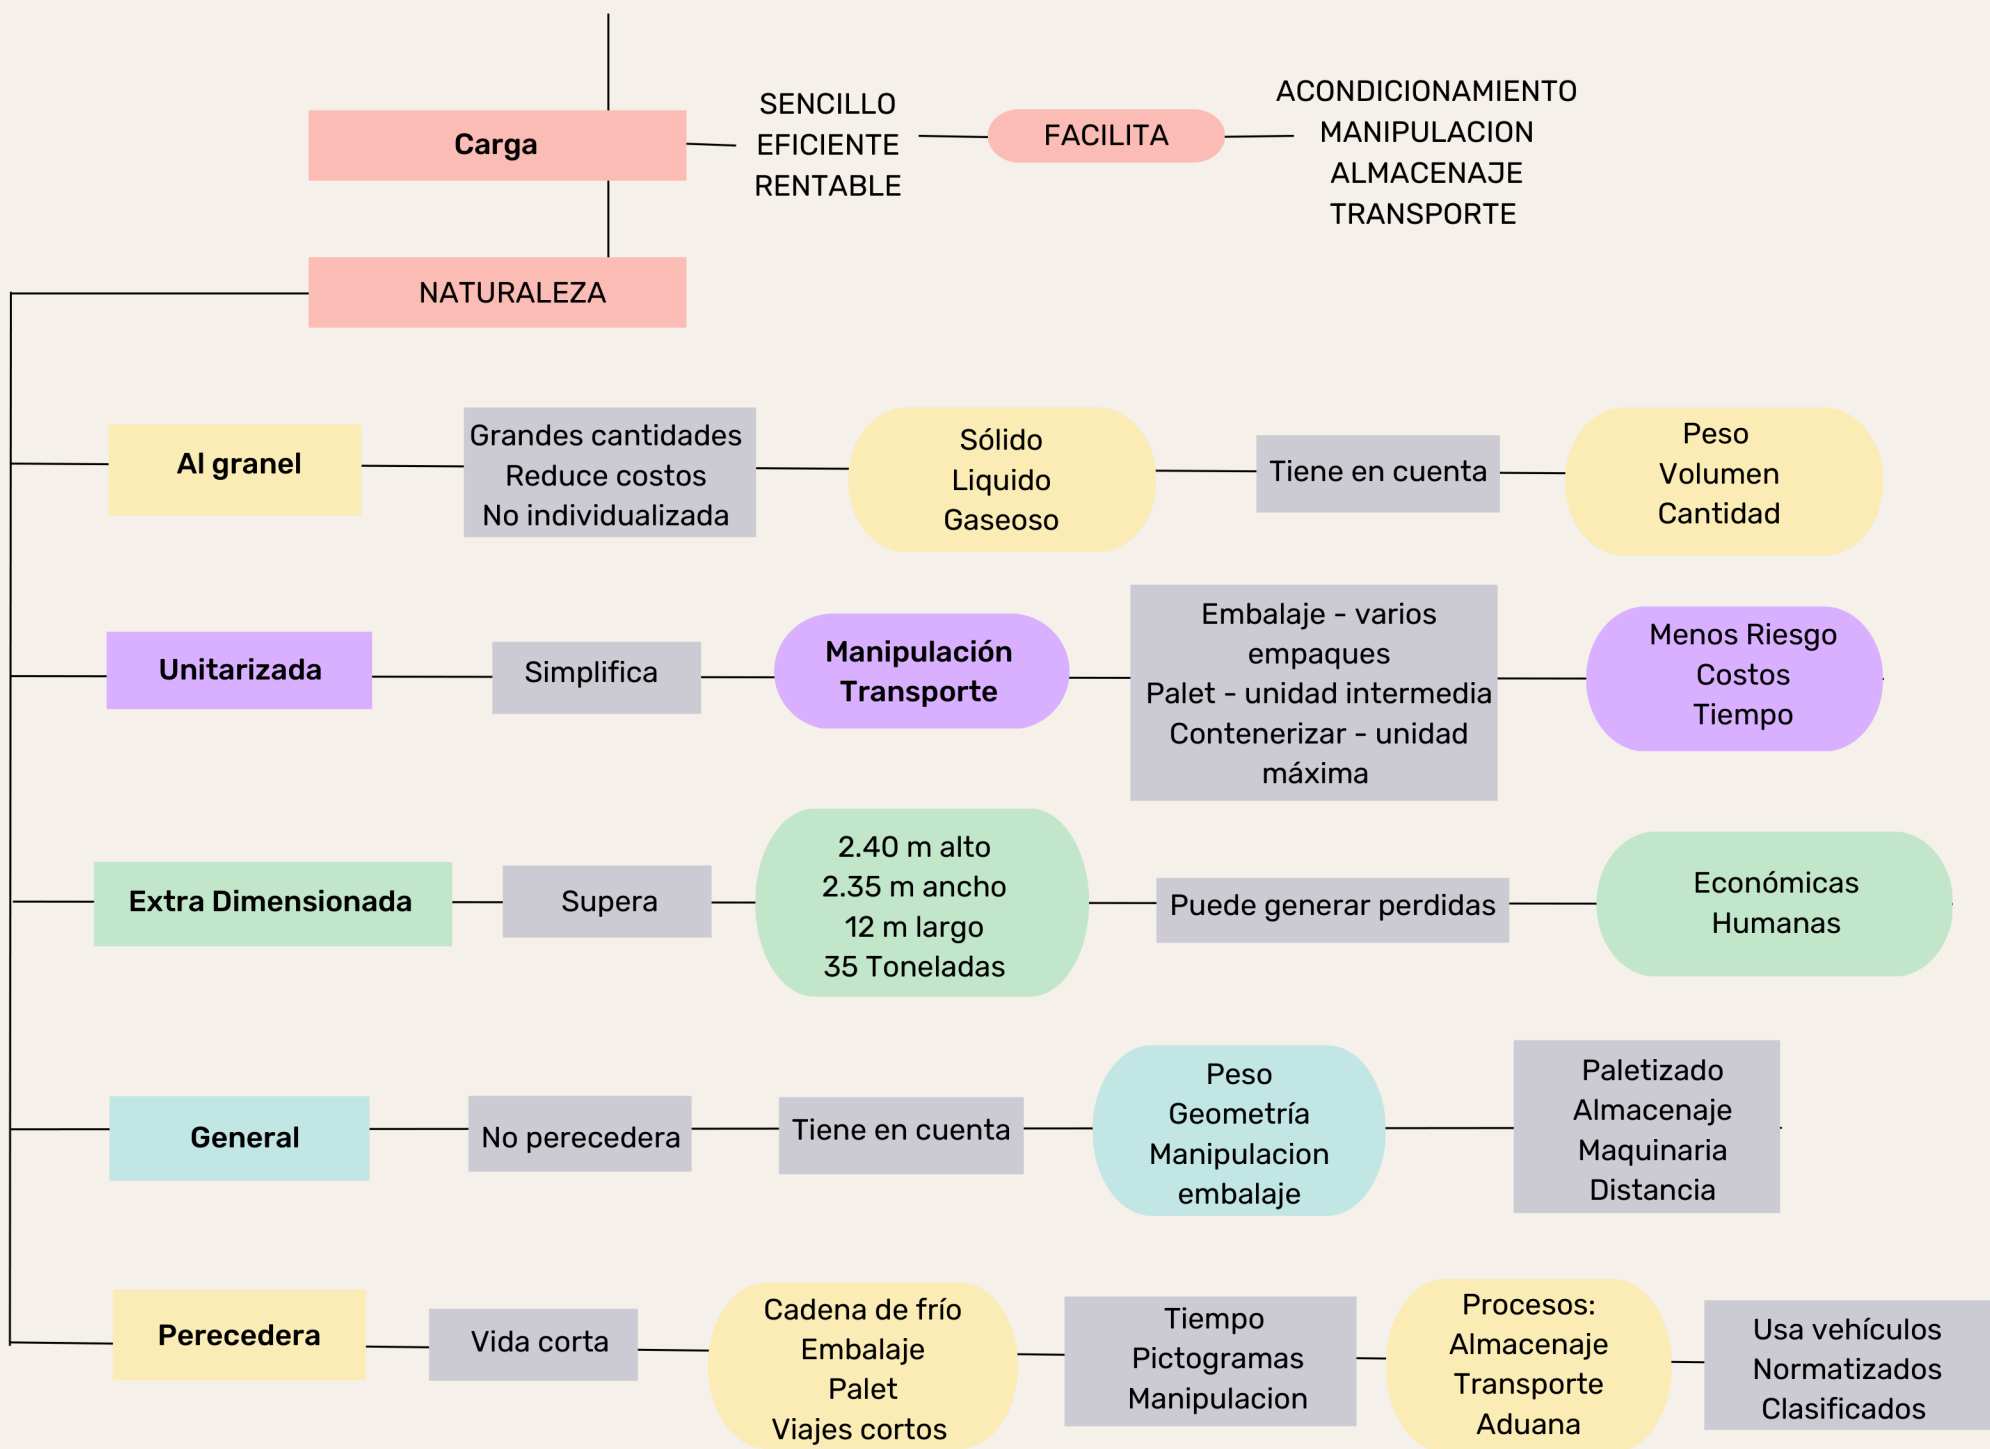 Carga
SENCILLO
EFICIENTE
RENTABLE
FACILITA
ACONDICIONAMIENTO
MANIPULACION
ALMACENAJE
TRANSPORTE
NATURALEZA
Al granel
Grandes cantidades
Reduce costos
No individualizada
Sólido
Liquido
Gaseoso
Tiene en cuenta
Peso
Volumen
Cantidad
Unitarizada
Simplifica
Manipulación
Transporte
Embalaje - varios
empaques
Palet - unidad intermedia
Contenerizar - unidad
máxima
Menos Riesgo
Costos
Tiempo
Extra Dimensionada
Supera
2.40 m alto
2.35 m ancho
12 m largo
35 Toneladas
Puede generar perdidas
Económicas
Humanas
General
No perecedera
Tiene en cuenta
Peso
Geometría
Manipulacion
embalaje
Paletizado
Almacenaje
Maquinaria
Distancia
Perecedera
Vida corta
Cadena de frío
Embalaje
Palet
Viajes cortos
Tiempo
Pictogramas
Manipulacion
Procesos:
Almacenaje
Transporte
Aduana
Usa vehículos
Normatizados
Clasificados